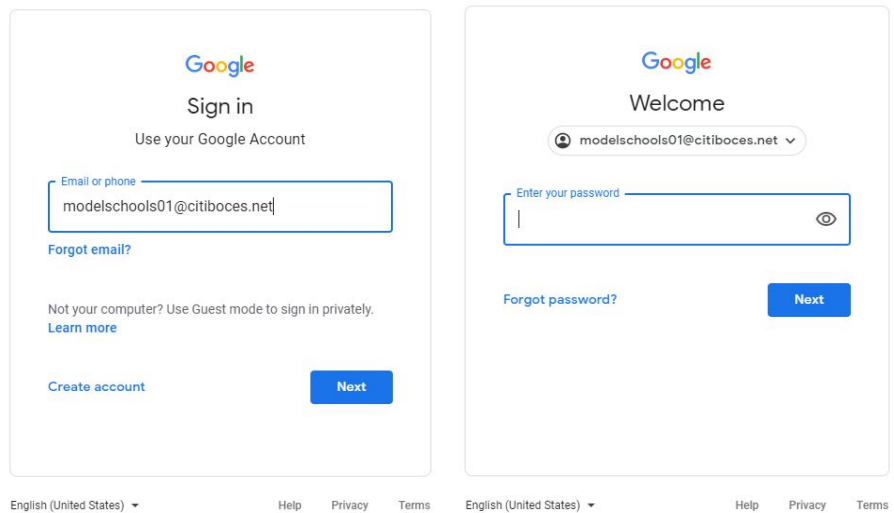 Google
Sign in
Use your Google Account
Email or phone
modelschools01@citiboces.net
Forgot email?
Not your computer? Use Guest mode to sign in privately.
Learn more
Create account
Next
English (United States)
Help
Privacy
Terms
Google
Welcome
modelschools01@citiboces.net
Enter your password
Forgot password?
Next
English (United States)
Help
Privacy
Terms